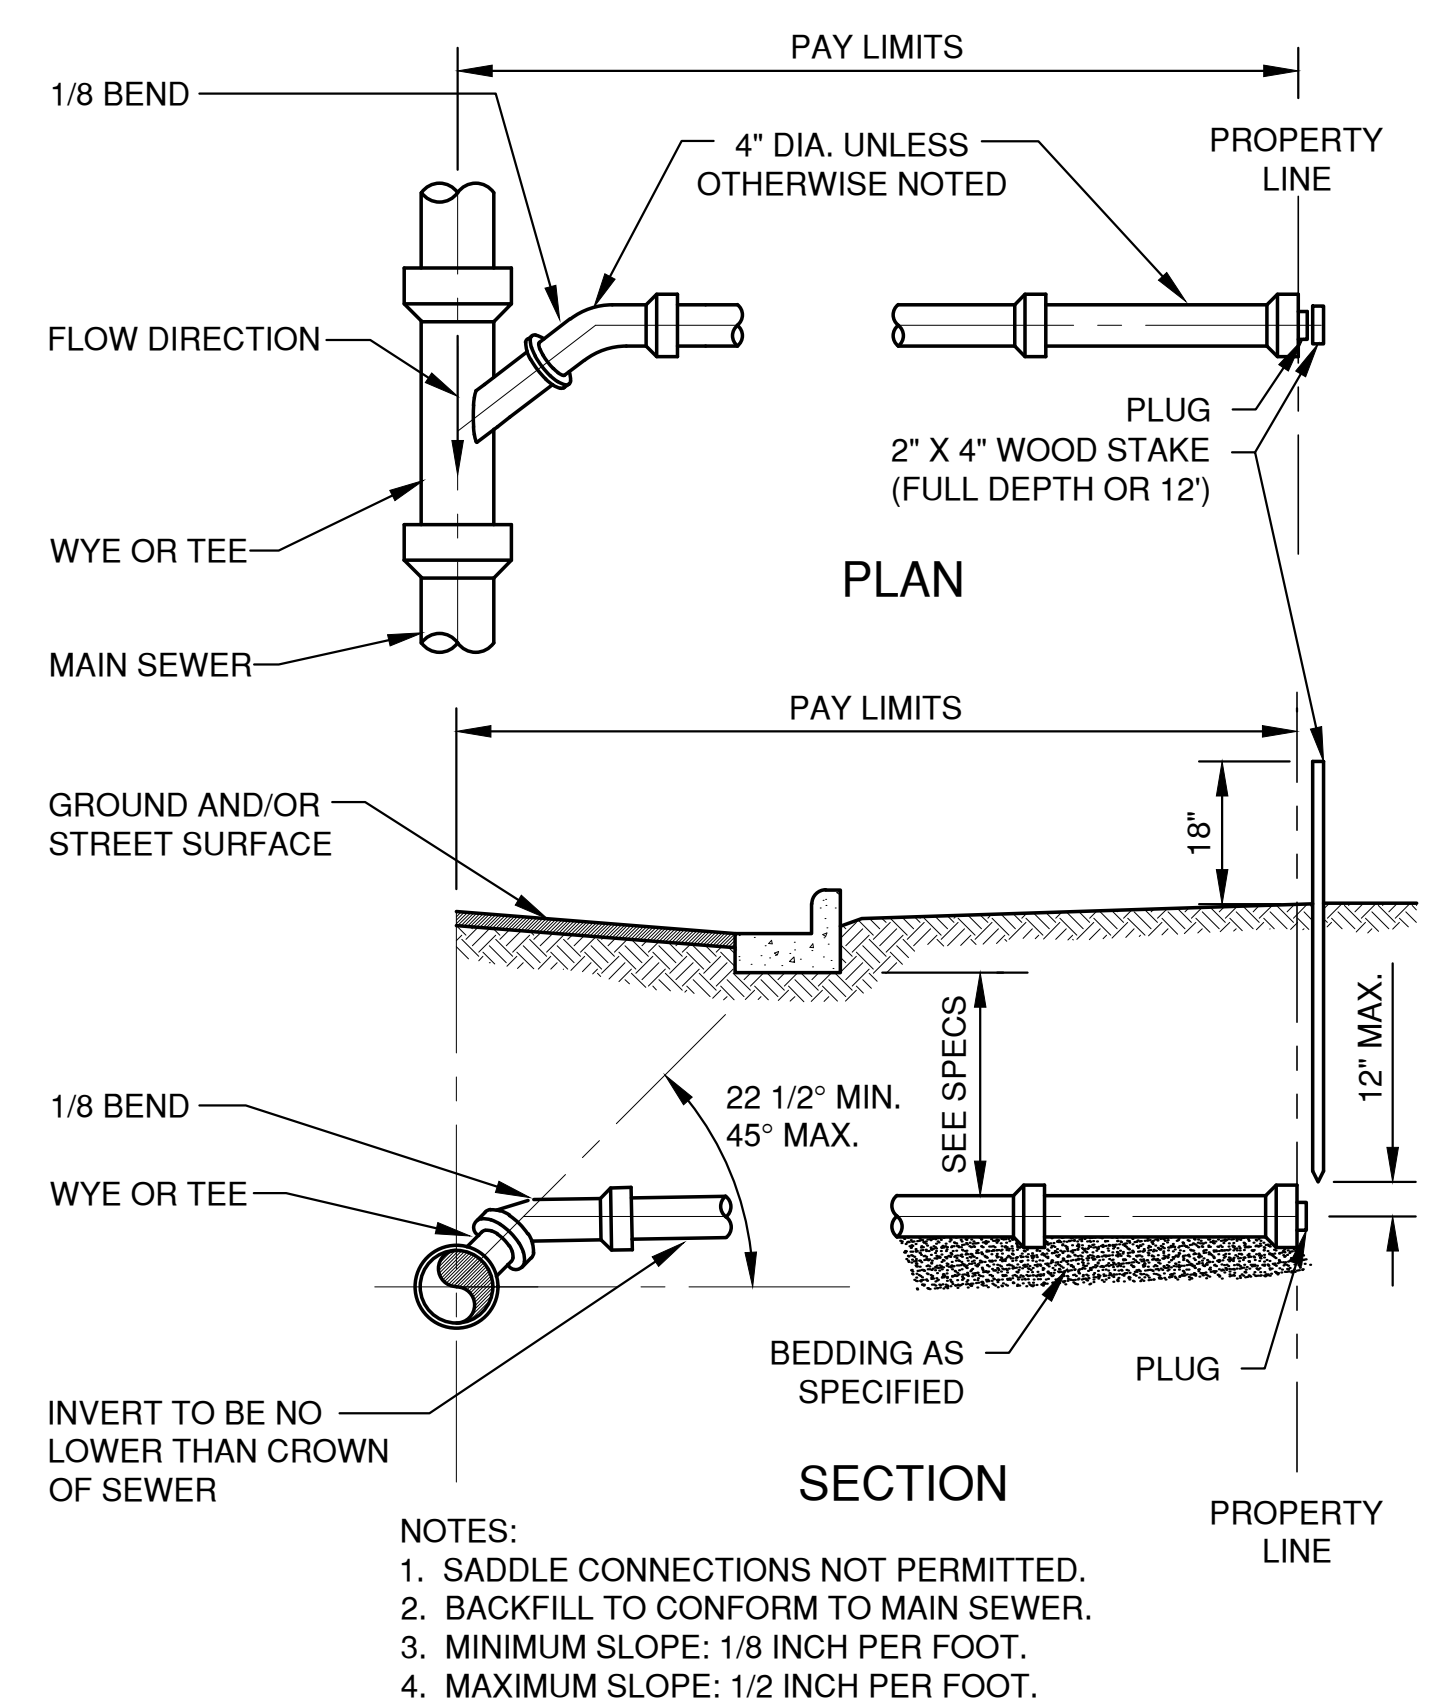 PAY LIMITS
1/8 BEND
4" DIA. UNLESS
OTHERWISE NOTED
PROPERTY
LINE
FLOW DIRECTION
PLUG
2" X 4" WOOD STAKE
(FULL DEPTH OR 12')
WYE OR TEE
PLAN
MAIN SEWER
PAY LIMITS
GROUND AND/OR
STREET SURFACE
18"
SEE SPECS
12" MAX.
1/8 BEND
22 1/2° MIN.
45° MAX.
WYE OR TEE
BEDDING AS
SPECIFIED
PLUG
INVERT TO BE NO
LOWER THAN CROWN
OF SEWER
SECTION
PROPERTY
LINE
NOTES:
1. SADDLE CONNECTIONS NOT PERMITTED.
2. BACKFILL TO CONFORM TO MAIN SEWER.
3. MINIMUM SLOPE: 1/8 INCH PER FOOT.
4. MAXIMUM SLOPE: 1/2 INCH PER FOOT.